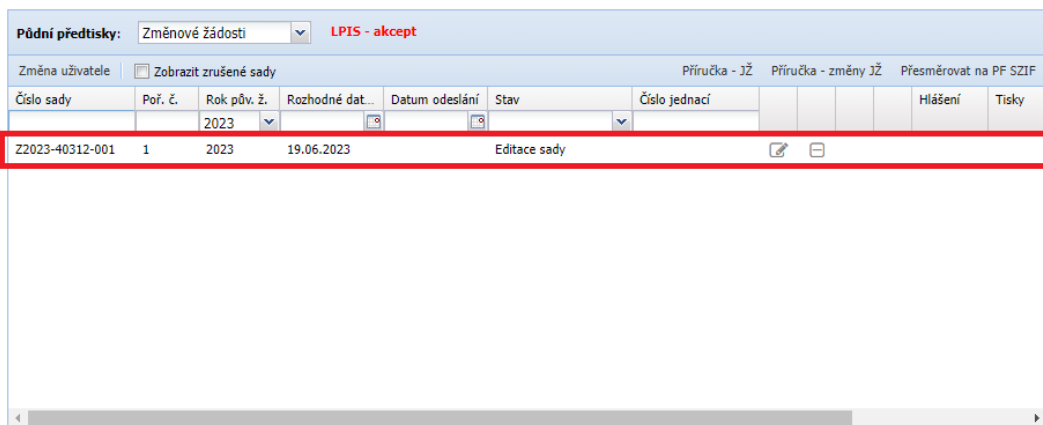 Půdní předtisky: Změnové žádosti LPIS - akcept
Změna uživatele Zobrazit zrušené sady Příručka - JŽ Příručka - změny JŽ Přesměrovat na PF SZIF
Číslo sady Poř. č. Rok pův. ž. Rozhodné dat... Datum odeslání Stav Číslo jednací Hlášení Tisky
2023
Z2023-40312-001 1 2023 19.06.2023 Editace sady